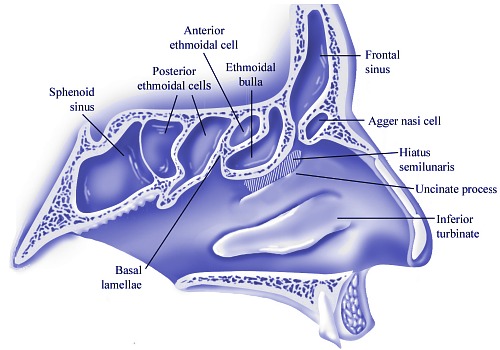 Anterior
ethmoidal cell
Posterior
ethmoidal cells
Ethmoidal
bulla
Sphenoid
sinus
Frontal
sinus
Agger nasi cell
Hiatus
semilunaris
Uncinate process
Inferior
turbinate
Basal
lamellae